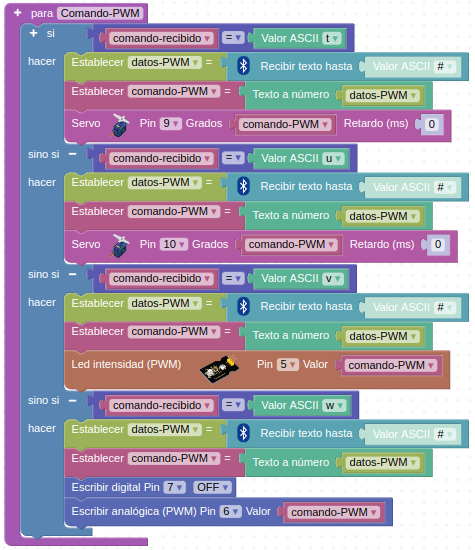 para Comando-PWM
si comando-recibido = Valor ASCII t
hacer Establecer datos-PWM = Recibir texto hasta Valor ASCII #
Establecer comando-PWM = Texto a número datos-PWM
Servo Pin 9 Grados comando-PWM Retardo (ms) 0
sino si comando-recibido = Valor ASCII u
hacer Establecer datos-PWM = Recibir texto hasta Valor ASCII #
Establecer comando-PWM = Texto a número datos-PWM
Servo Pin 10 Grados comando-PWM Retardo (ms) 0
sino si comando-recibido = Valor ASCII v
hacer Establecer datos-PWM = Recibir texto hasta Valor ASCII #
Establecer comando-PWM = Texto a número datos-PWM
Led intensidad (PWM) Pin 5 Valor comando-PWM
sino si comando-recibido = Valor ASCII w
hacer Establecer datos-PWM = Recibir texto hasta Valor ASCII #
Establecer comando-PWM = Texto a número datos-PWM
Escribir digital Pin 7 OFF
Escribir analógica (PWM) Pin 6 Valor comando-PWM